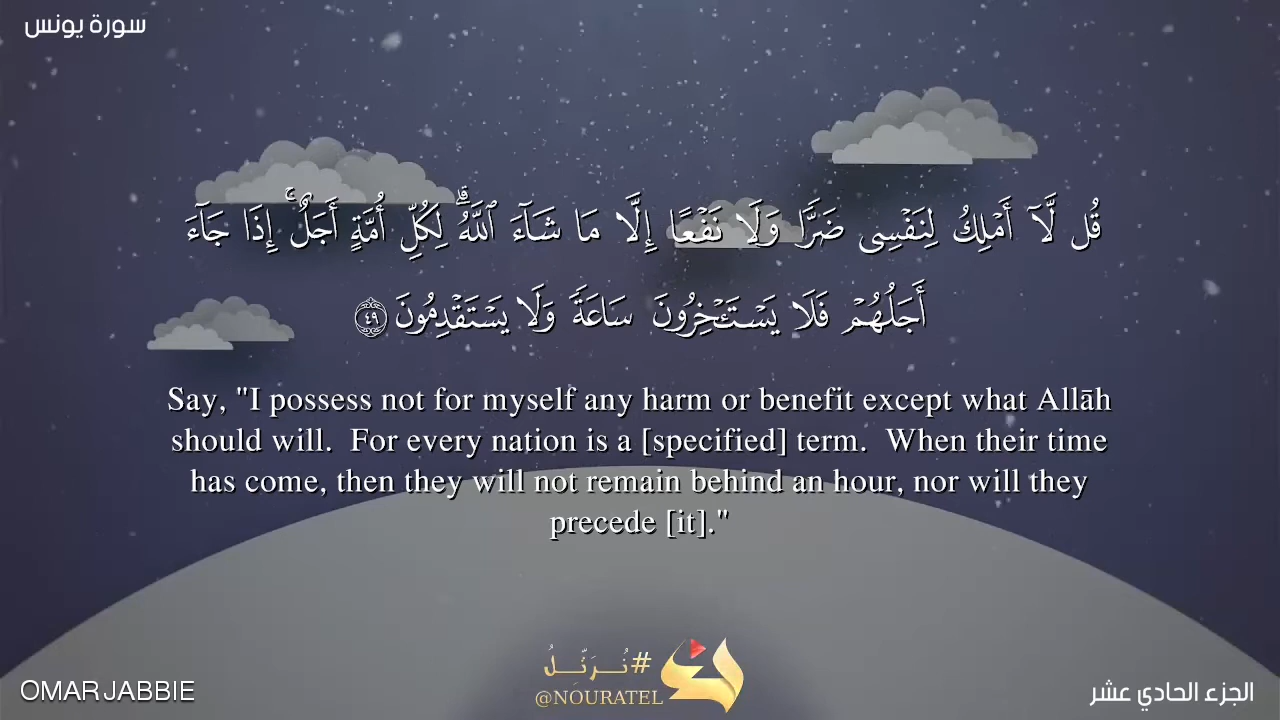 سورة يونس
قُل لَّآ أَمْلِكُ لِنَفْسِى ضَرًّا وَلَا نَفْعًا إِلَّا مَا شَآءَ ٱللَّهُ ۗ لِكُلِّ أُمَّةٍ أَجَلٌ ۚ إِذَا جَآءَ
أَجَلُهُمْ فَلَا يَسْتَـْٔخِرُونَ سَاعَةً ۖ وَلَا يَسْتَقْدِمُونَ ٤٩
Say, "I possess not for myself any harm or benefit except what Allāh
should will.  For every nation is a [specified] term.  When their time
has come, then they will not remain behind an hour, nor will they
precede [it]."
#نُرَتِّلُ
@NOURATEL
OMAR JABBIE
الجزء الحادي عشر